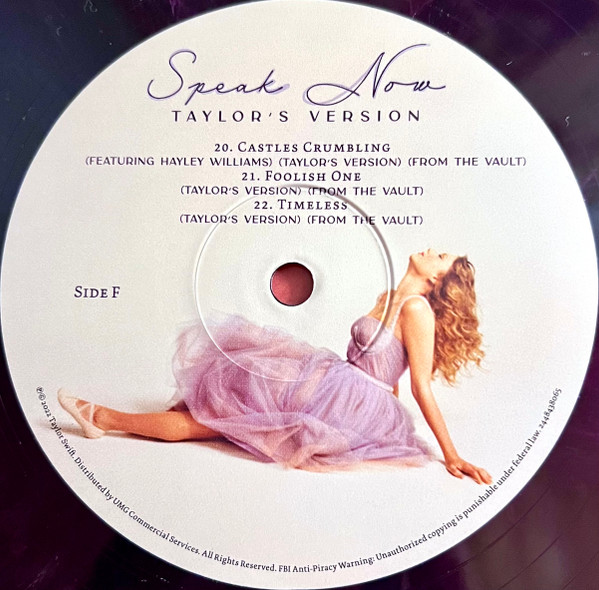 Speak Now
TAYLOR'S VERSION
20. CASTLES CRUMBLING
(FEATURING HAYLEY WILLIAMS) (TAYLOR'S VERSION) (FROM THE VAULT)
21. FOOLISH ONE
(TAYLOR'S VERSION) (FROM THE VAULT)
22. TIMELESS
(TAYLOR'S VERSION) (FROM THE VAULT)
SIDE F
℗© 2022 Taylor Swift. Distributed by UMG Commercial Services. All Rights Reserved. FBI Anti-Piracy Warning: Unauthorized copying is punishable under federal law. 2448438065